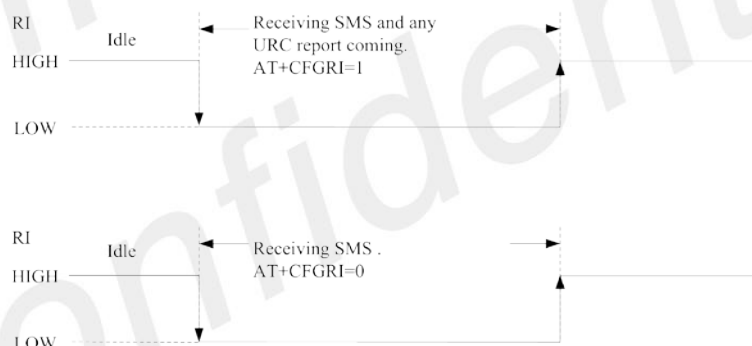 RI
Idle
Receiving SMS and any
URC report coming.
HIGH
AT+CFGRI=1
LOW
RI
Idle
Receiving SMS .
HIGH
AT+CFGRI=0
LOW
onfident